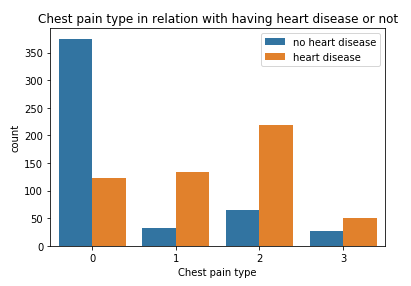 Chest pain type in relation with having heart disease or not
no heart disease
heart disease
count
350
300
250
200
150
100
50
0
0 1 2 3
Chest pain type